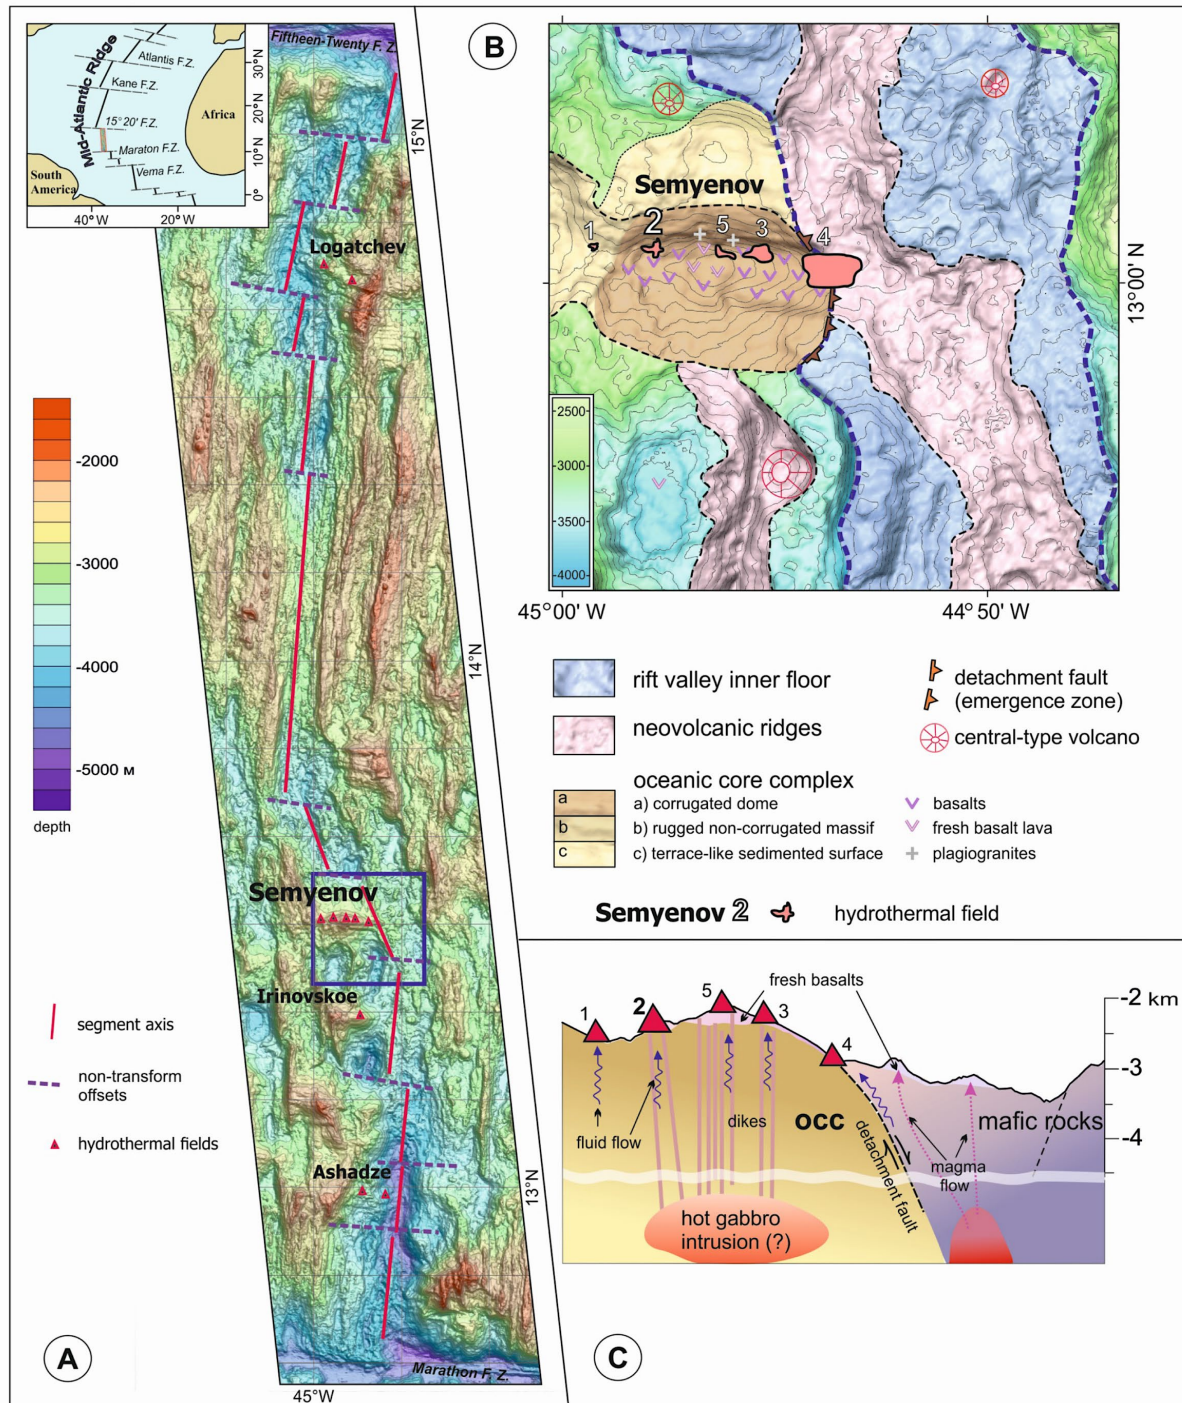 Fifteen-Twenty F. Z.
Mid-Atlantic Ridge
Atlantis F.Z.
Kane F.Z.
15°20' F.Z.
Maraton F.Z.
Vema F.Z.
Africa
South
America
30°N
20°N
10°N
0°
40°W
20°W
15°N
Logatchev
-2000
-3000
-4000
-5000 м
depth
14°N
Semyenov
Irinovskoe
Ashadze
13°N
segment axis
non-transform
offsets
hydrothermal fields
Marathon F. Z.
45°W
A
B
Semyenov
1
2
5
3
4
13°00' N
-2500
-3000
-3500
-4000
45°00' W
44°50' W
rift valley inner floor
neovolcanic ridges
oceanic core complex
a
a) corrugated dome
b
b) rugged non-corrugated massif
c
c) terrace-like sedimented surface
detachment fault
(emergence zone)
central-type volcano
basalts
fresh basalt lava
plagiogranites
Semyenov 2
hydrothermal field
fresh basalts
1
2
5
3
4
-2 km
-3
-4
fluid flow
dikes
OCC
mafic rocks
detachment fault
magma
flow
hot gabbro
intrusion (?)
C